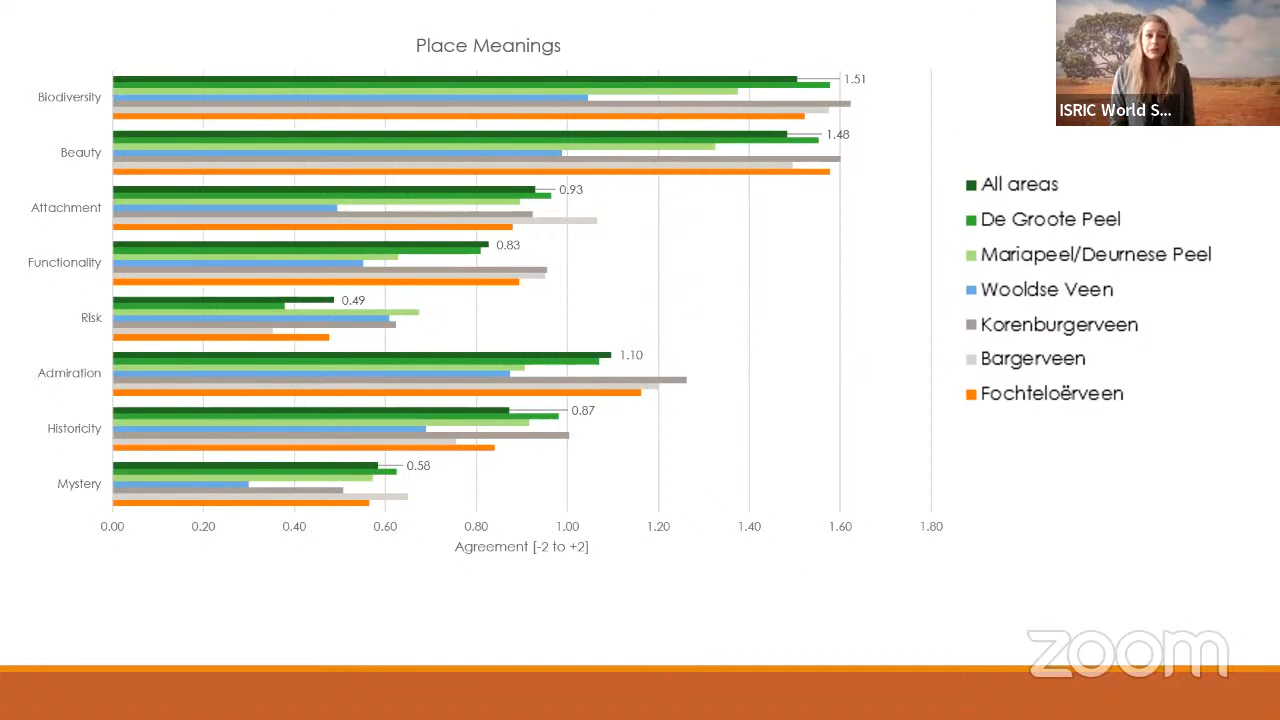 Place Meanings
ISRIC World S...
Biodiversity
1.51
Beauty
1.48
Attachment
0.93
Functionality
0.83
Risk
0.49
Admiration
1.10
Historicity
0.87
Mystery
0.58
0.00 0.20 0.40 0.60 0.80 1.00 1.20 1.40 1.60 1.80
Agreement [-2 to +2]
All areas
De Groote Peel
Mariapeel/Deurnese Peel
Wooldse Veen
Korenburgerveen
Bargerveen
Fochteloërveen
zoom